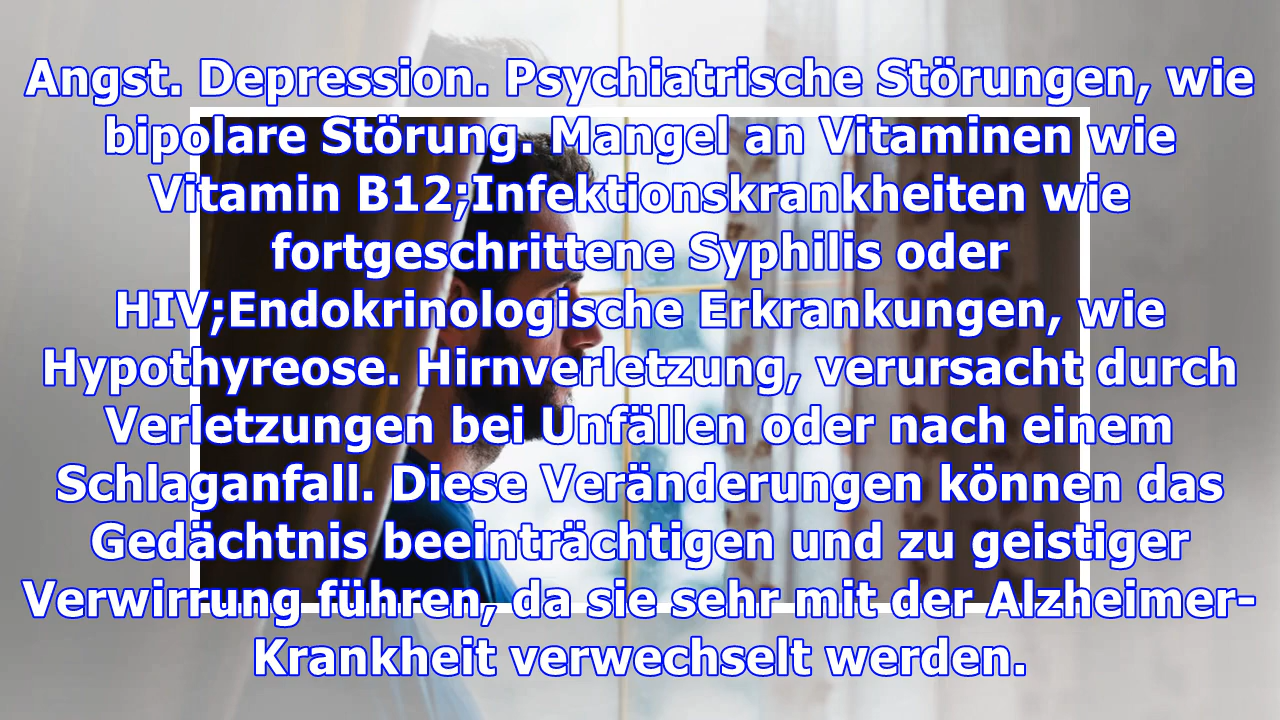 Angst. Depression. Psychiatrische Störungen, wie
bipolare Störung. Mangel an Vitaminen wie
Vitamin B12;Infektionskrankheiten wie
fortgeschrittene Syphilis oder
HIV;Endokrinologische Erkrankungen, wie
Hypothyreose. Hirnverletzung, verursacht durch
Verletzungen bei Unfällen oder nach einem
Schlaganfall. Diese Veränderungen können das
Gedächtnis beeinträchtigen und zu geistiger
Verwirrung führen, da sie sehr mit der Alzheimer-
Krankheit verwechselt werden.